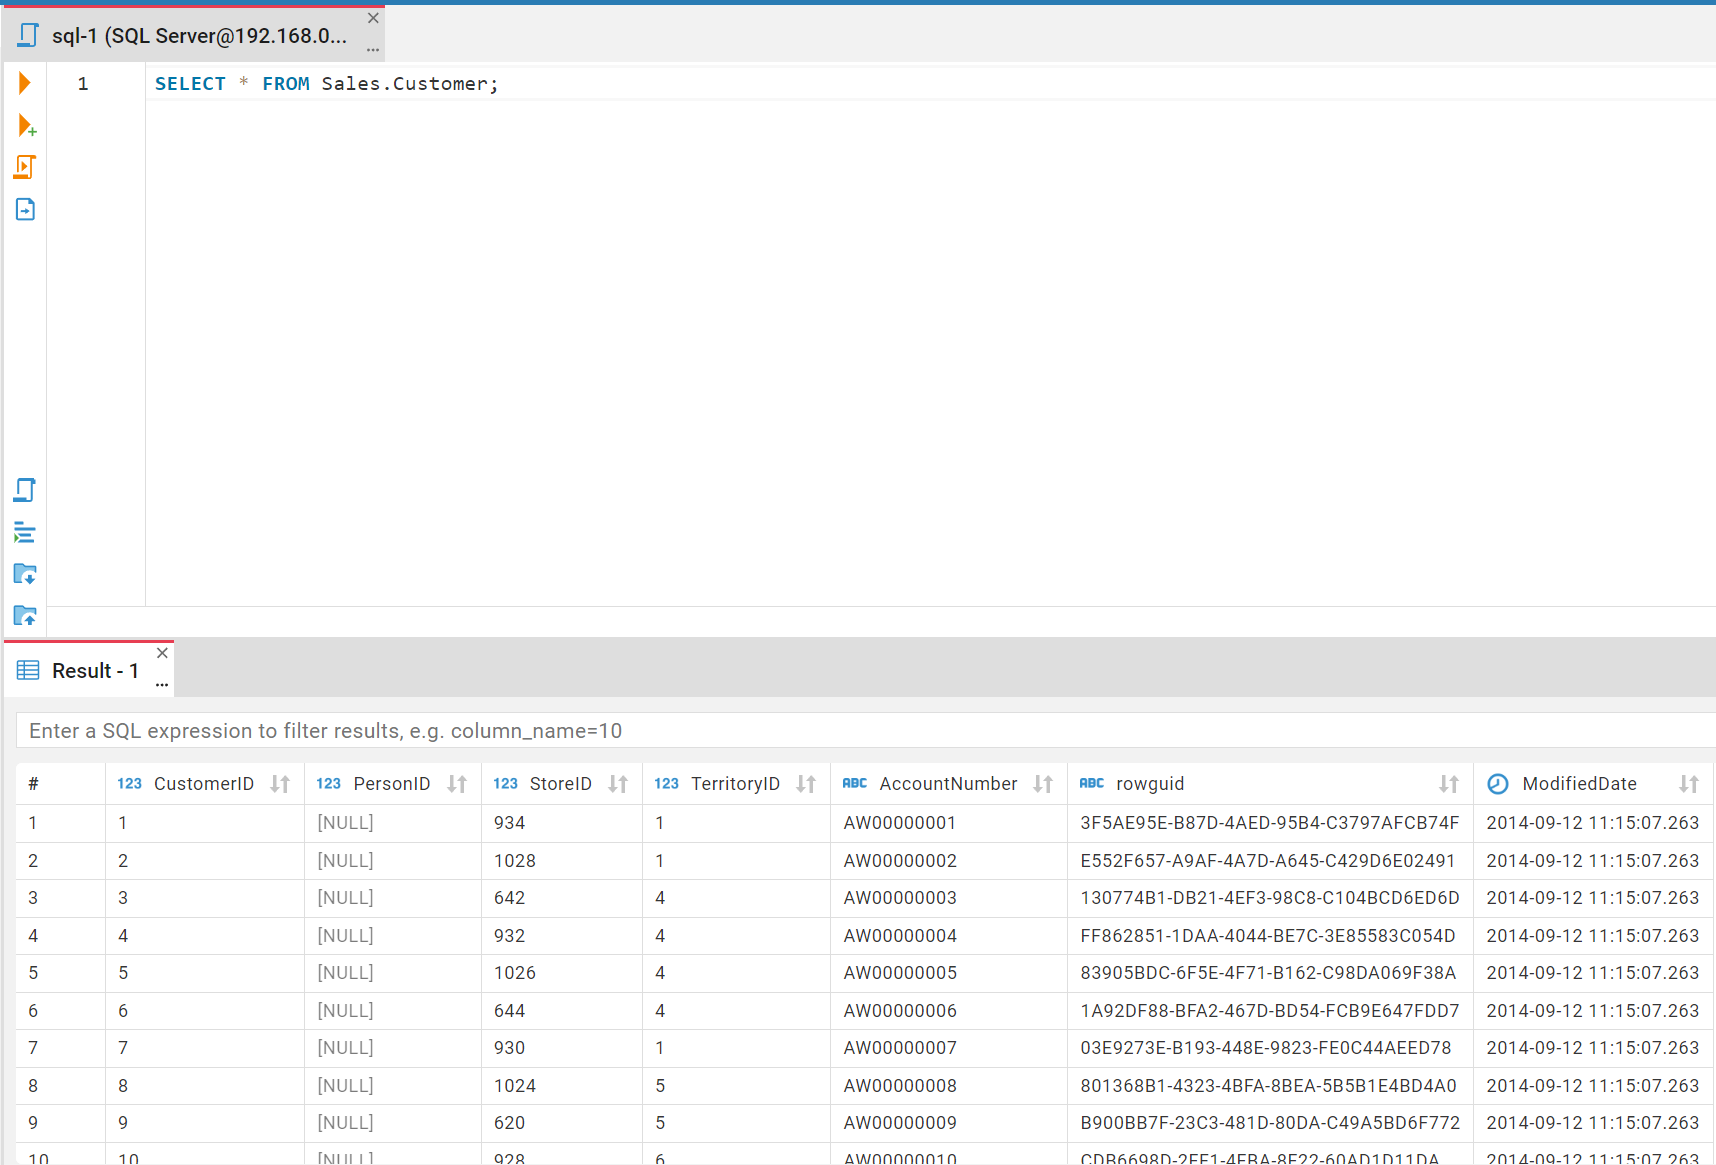 sql-1 (SQL Server@192.168.0...
1 SELECT * FROM Sales.Customer;
Result - 1
Enter a SQL expression to filter results, e.g. column_name=10
# 123 CustomerID 123 PersonID 123 StoreID 123 TerritoryID ABC AccountNumber ABC rowguid ModifiedDate
1 1 [NULL] 934 1 AW00000001 3F5AE95E-B87D-4AED-95B4-C3797AFCB74F 2014-09-12 11:15:07.263
2 2 [NULL] 1028 1 AW00000002 E552F657-A9AF-4A7D-A645-C429D6E02491 2014-09-12 11:15:07.263
3 3 [NULL] 642 4 AW00000003 130774B1-DB21-4EF3-98C8-C104BCD6ED6D 2014-09-12 11:15:07.263
4 4 [NULL] 932 4 AW00000004 FF862851-1DAA-4044-BE7C-3E85583C054D 2014-09-12 11:15:07.263
5 5 [NULL] 1026 4 AW00000005 83905BDC-6F5E-4F71-B162-C98DA069F38A 2014-09-12 11:15:07.263
6 6 [NULL] 644 4 AW00000006 1A92DF88-BFA2-467D-BD54-FCB9E647FDD7 2014-09-12 11:15:07.263
7 7 [NULL] 930 1 AW00000007 03E9273E-B193-448E-9823-FE0C44AEED78 2014-09-12 11:15:07.263
8 8 [NULL] 1024 5 AW00000008 801368B1-4323-4BFA-8BEA-5B5B1E4BD4A0 2014-09-12 11:15:07.263
9 9 [NULL] 620 5 AW00000009 B900BB7F-23C3-481D-80DA-C49A5BD6F772 2014-09-12 11:15:07.263
10 10 [NULL] 928 6 AW00000010 2014-09-12 11:15:07.263